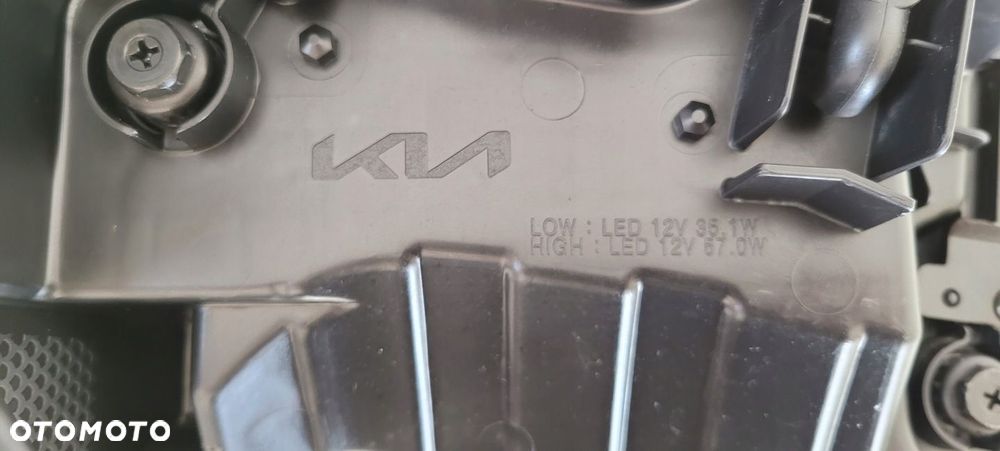 KIA
LOW : LED 12V 35.1W
HIGH : LED 12V 67.0W
OTOMOTO